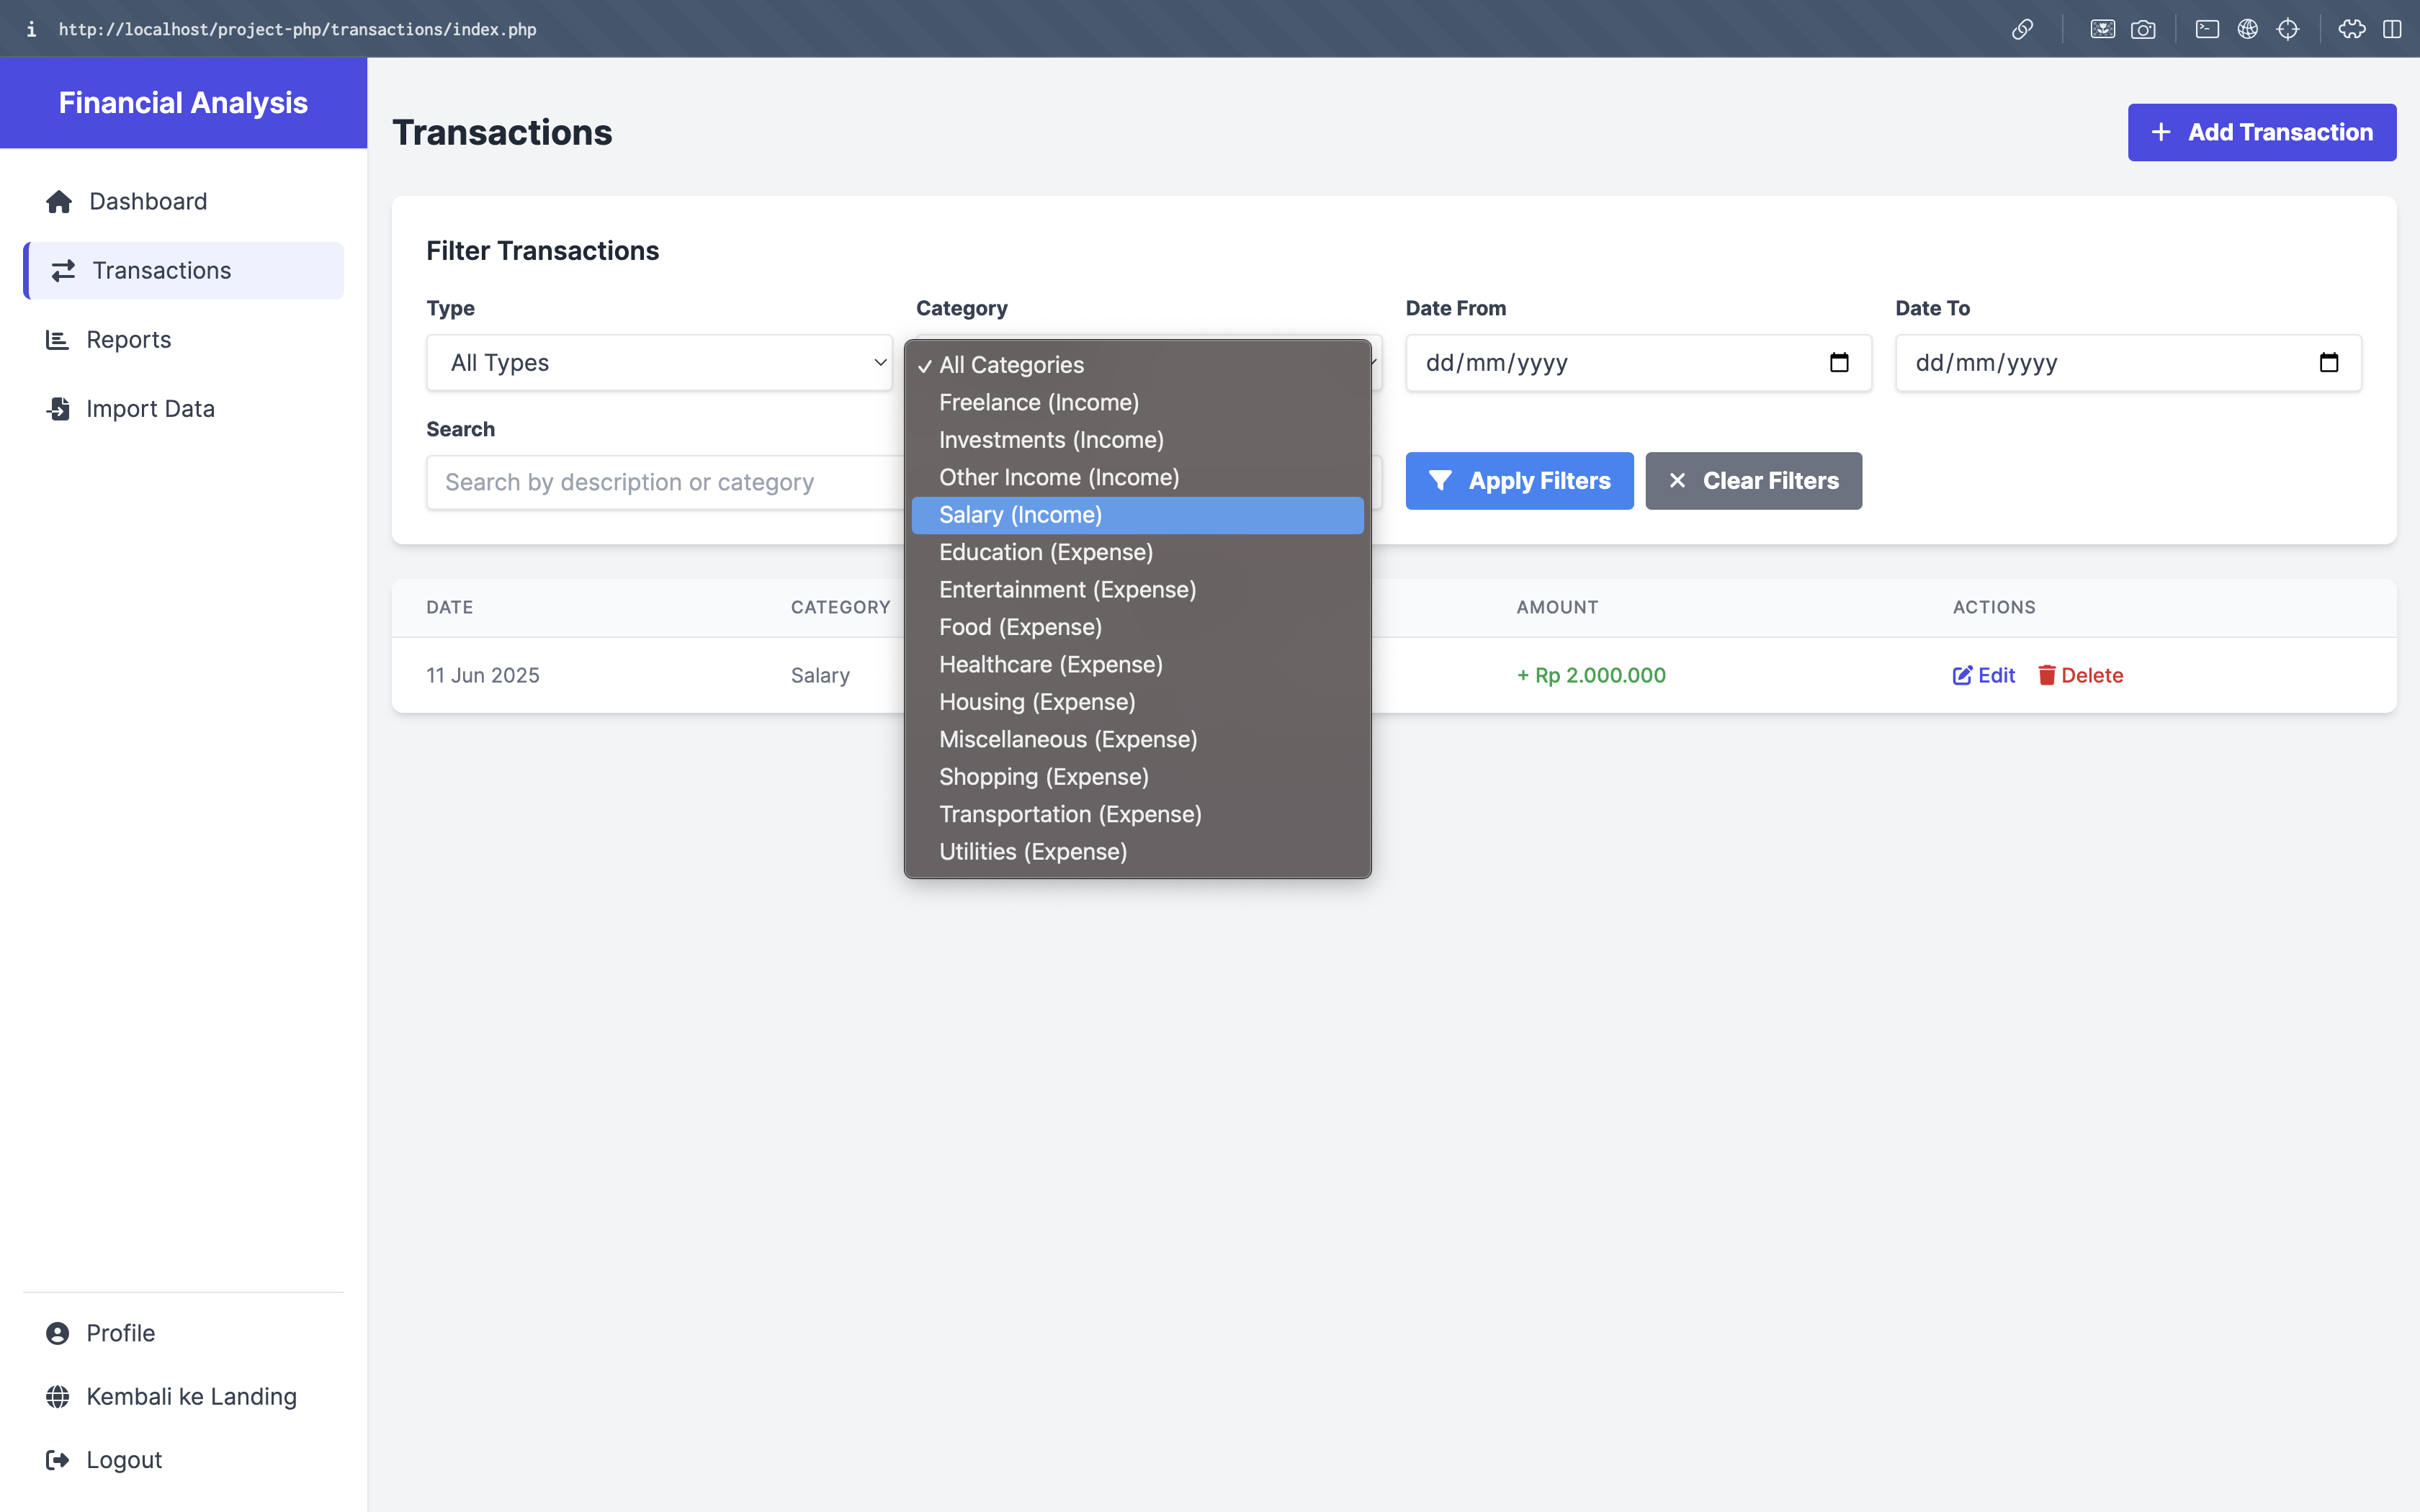 http://localhost/project-php/transactions/index.php
Financial Analysis
Dashboard
Transactions
Reports
Import Data
Profile
Kembali ke Landing
Logout
Transactions
+ Add Transaction
Filter Transactions
Type
All Types
Category
✓ All Categories
Freelance (Income)
Investments (Income)
Other Income (Income)
Salary (Income)
Education (Expense)
Entertainment (Expense)
Food (Expense)
Healthcare (Expense)
Housing (Expense)
Miscellaneous (Expense)
Shopping (Expense)
Transportation (Expense)
Utilities (Expense)
Date From
dd/mm/yyyy
Date To
dd/mm/yyyy
Search
Search by description or category
Apply Filters
Clear Filters
DATE CATEGORY AMOUNT ACTIONS
11 Jun 2025 Salary + Rp 2.000.000 Edit Delete